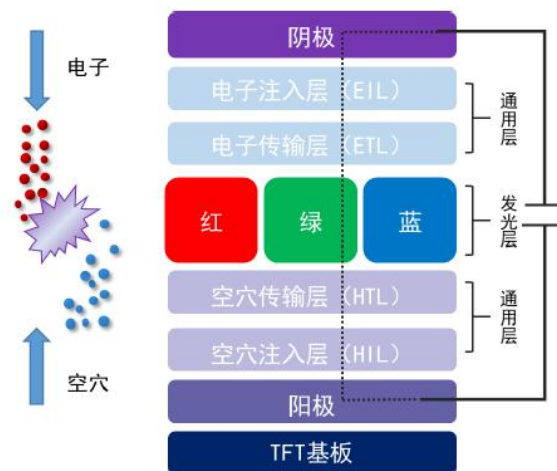 电子
阴极
电子注入层（EIL）
电子传输层（ETL）
通用层
红
绿
蓝
发光层
空穴传输层（HTL）
空穴注入层（HIL）
通用层
空穴
阳极
TFT基板